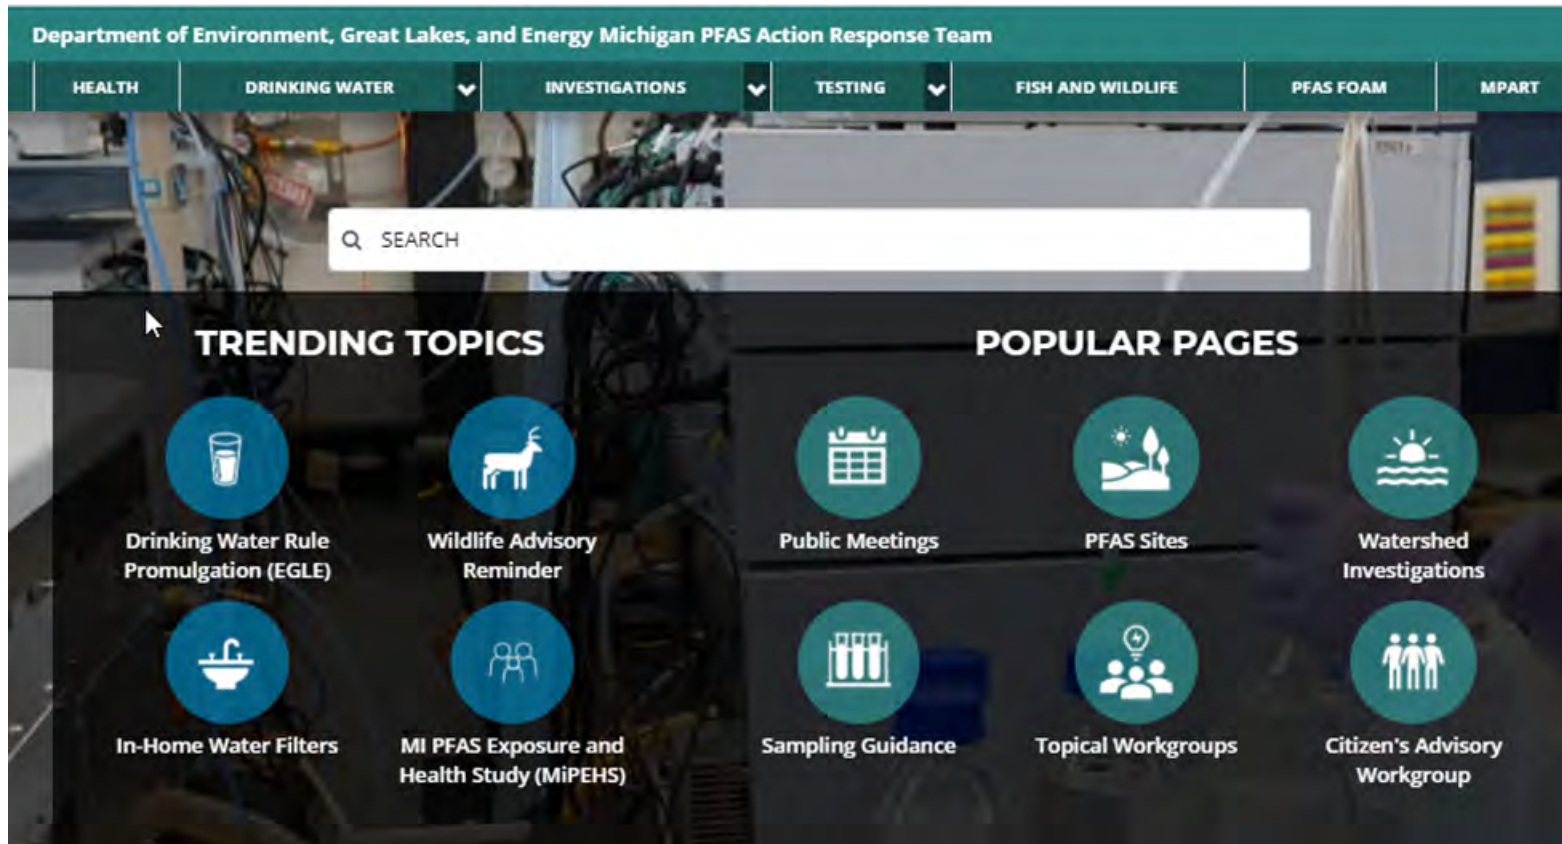 Department of Environment, Great Lakes, and Energy Michigan PFAS Action Response Team
HEALTH
DRINKING WATER
INVESTIGATIONS
TESTING
FISH AND WILDLIFE
PFAS FOAM
MPART
SEARCH
TRENDING TOPICS
Drinking Water Rule
Promulgation (EGLE)
Wildlife Advisory
Reminder
In-Home Water Filters
MI PFAS Exposure and
Health Study (MiPEHS)
POPULAR PAGES
Public Meetings
PFAS Sites
Watershed
Investigations
Sampling Guidance
Topical Workgroups
Citizen's Advisory
Workgroup